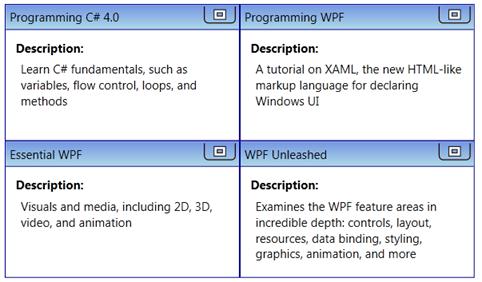 Programming C# 4.0
Description:
Learn C# fundamentals, such as
variables, flow control, loops, and
methods
Programming WPF
Description:
A tutorial on XAML, the new HTML-like
markup language for declaring
Windows UI
Essential WPF
Description:
Visuals and media, including 2D, 3D,
video, and animation
WPF Unleashed
Description:
Examines the WPF feature areas in
incredible depth: controls, layout,
resources, data binding, styling,
graphics, animation, and more